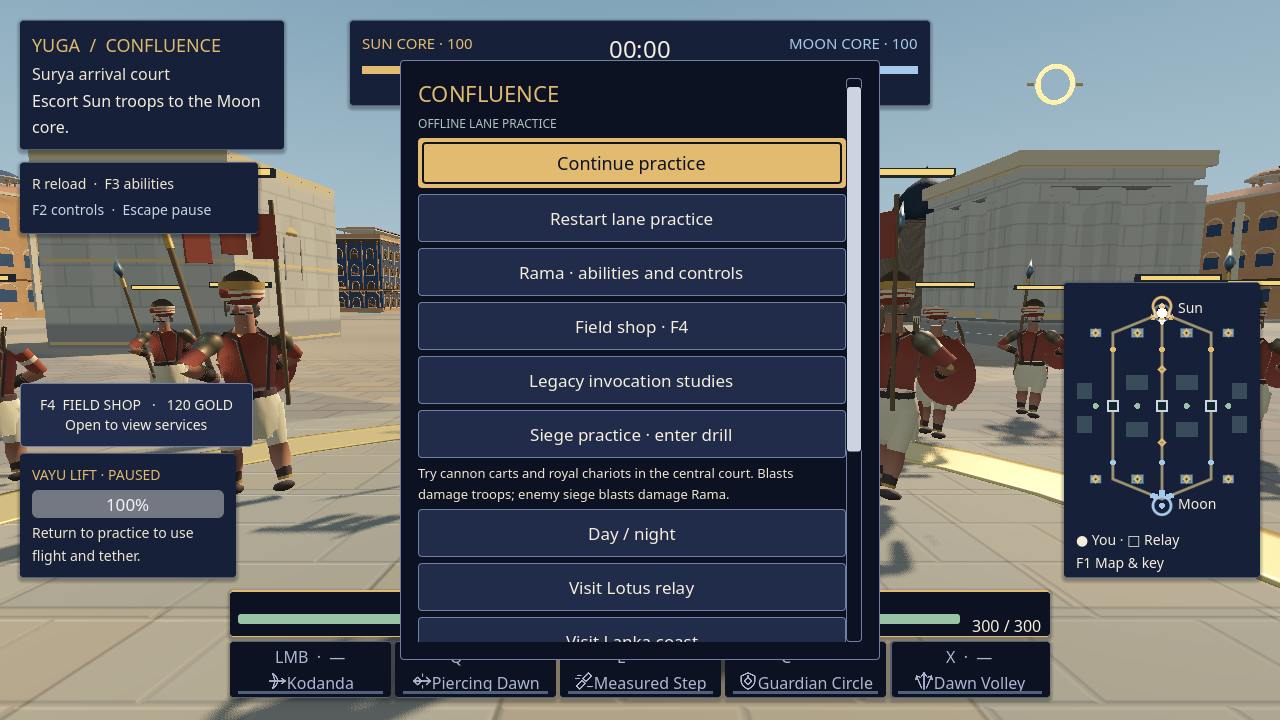 YUGA / CONFLUENCE
Surya arrival court
Escort Sun troops to the Moon
core.
R reload · F3 abilities
F2 controls · Escape pause
SUN CORE · 100
00:00
MOON CORE · 100
CONFLUENCE
OFFLINE LANE PRACTICE
Continue practice
Restart lane practice
Rama · abilities and controls
Field shop · F4
Legacy invocation studies
Siege practice · enter drill
Try cannon carts and royal chariots in the central court. Blasts
damage troops; enemy siege blasts damage Rama.
Day / night
Visit Lotus relay
Visit Lanka coast
F4 FIELD SHOP · 120 GOLD
Open to view services
VAYU LIFT · PAUSED
100%
Return to practice to use
flight and tether.
Sun
Moon
● You · □ Relay
F1 Map & key
300 / 300
LMB · —
Kodanda
Piercing Dawn
Measured Step
Guardian Circle
X · —
Dawn Volley